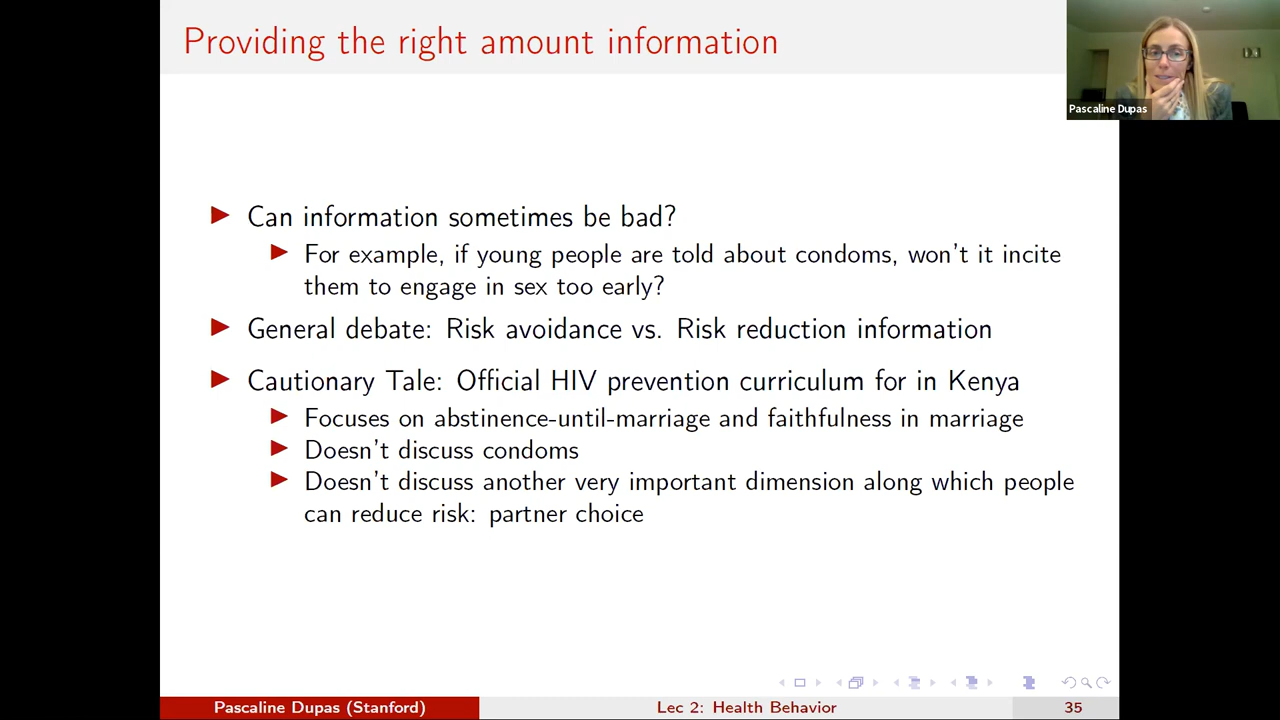 Providing the right amount information
Pascaline Dupas
Can information sometimes be bad?
For example, if young people are told about condoms, won't it incite
them to engage in sex too early?
General debate: Risk avoidance vs. Risk reduction information
Cautionary Tale: Official HIV prevention curriculum for in Kenya
Focuses on abstinence-until-marriage and faithfulness in marriage
Doesn't discuss condoms
Doesn't discuss another very important dimension along which people
can reduce risk: partner choice
Pascaline Dupas (Stanford)
Lec 2: Health Behavior
35